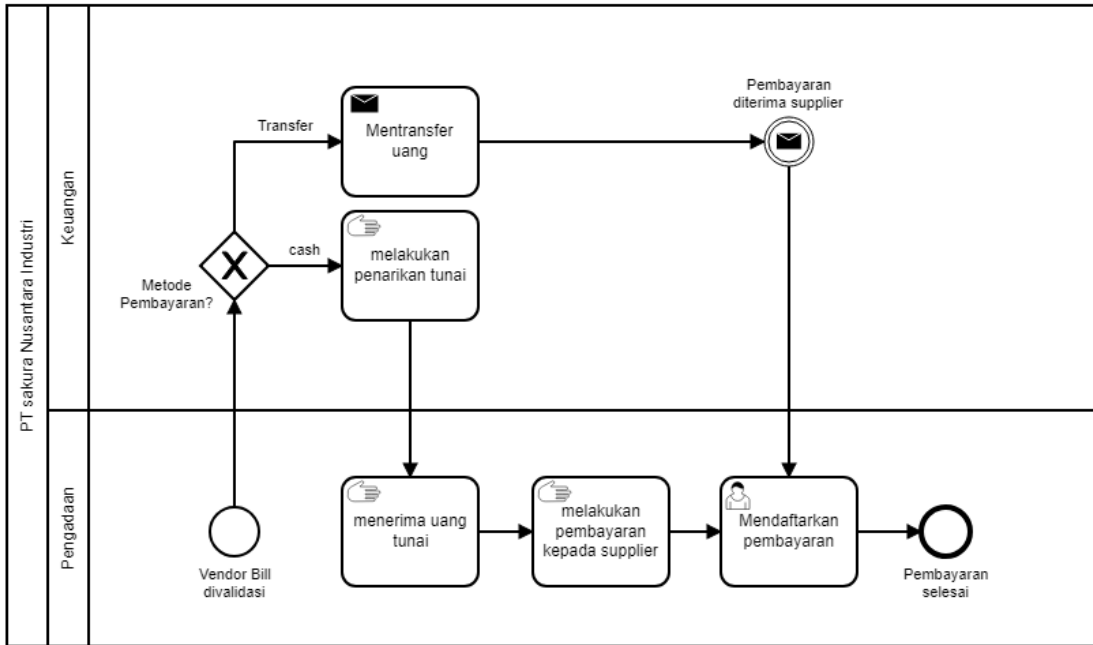 PT sakura Nusantara Industri
Keuangan
Pembayaran
diterima supplier
Transfer
Mentransfer
uang
cash
melakukan
penarikan tunai
Metode
Pembayaran?
Pengadaan
Vendor Bill
divalidasi
menerima uang
tunai
melakukan
pembayaran
kepada supplier
Mendaftarkan
pembayaran
Pembayaran
selesai